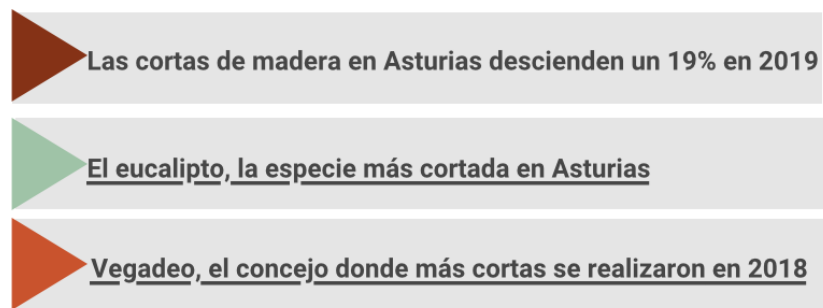 Las cortas de madera en Asturias descienden un 19% en 2019
El eucalipto, la especie más cortada en Asturias
Vegadeo, el concejo donde más cortas se realizaron en 2018